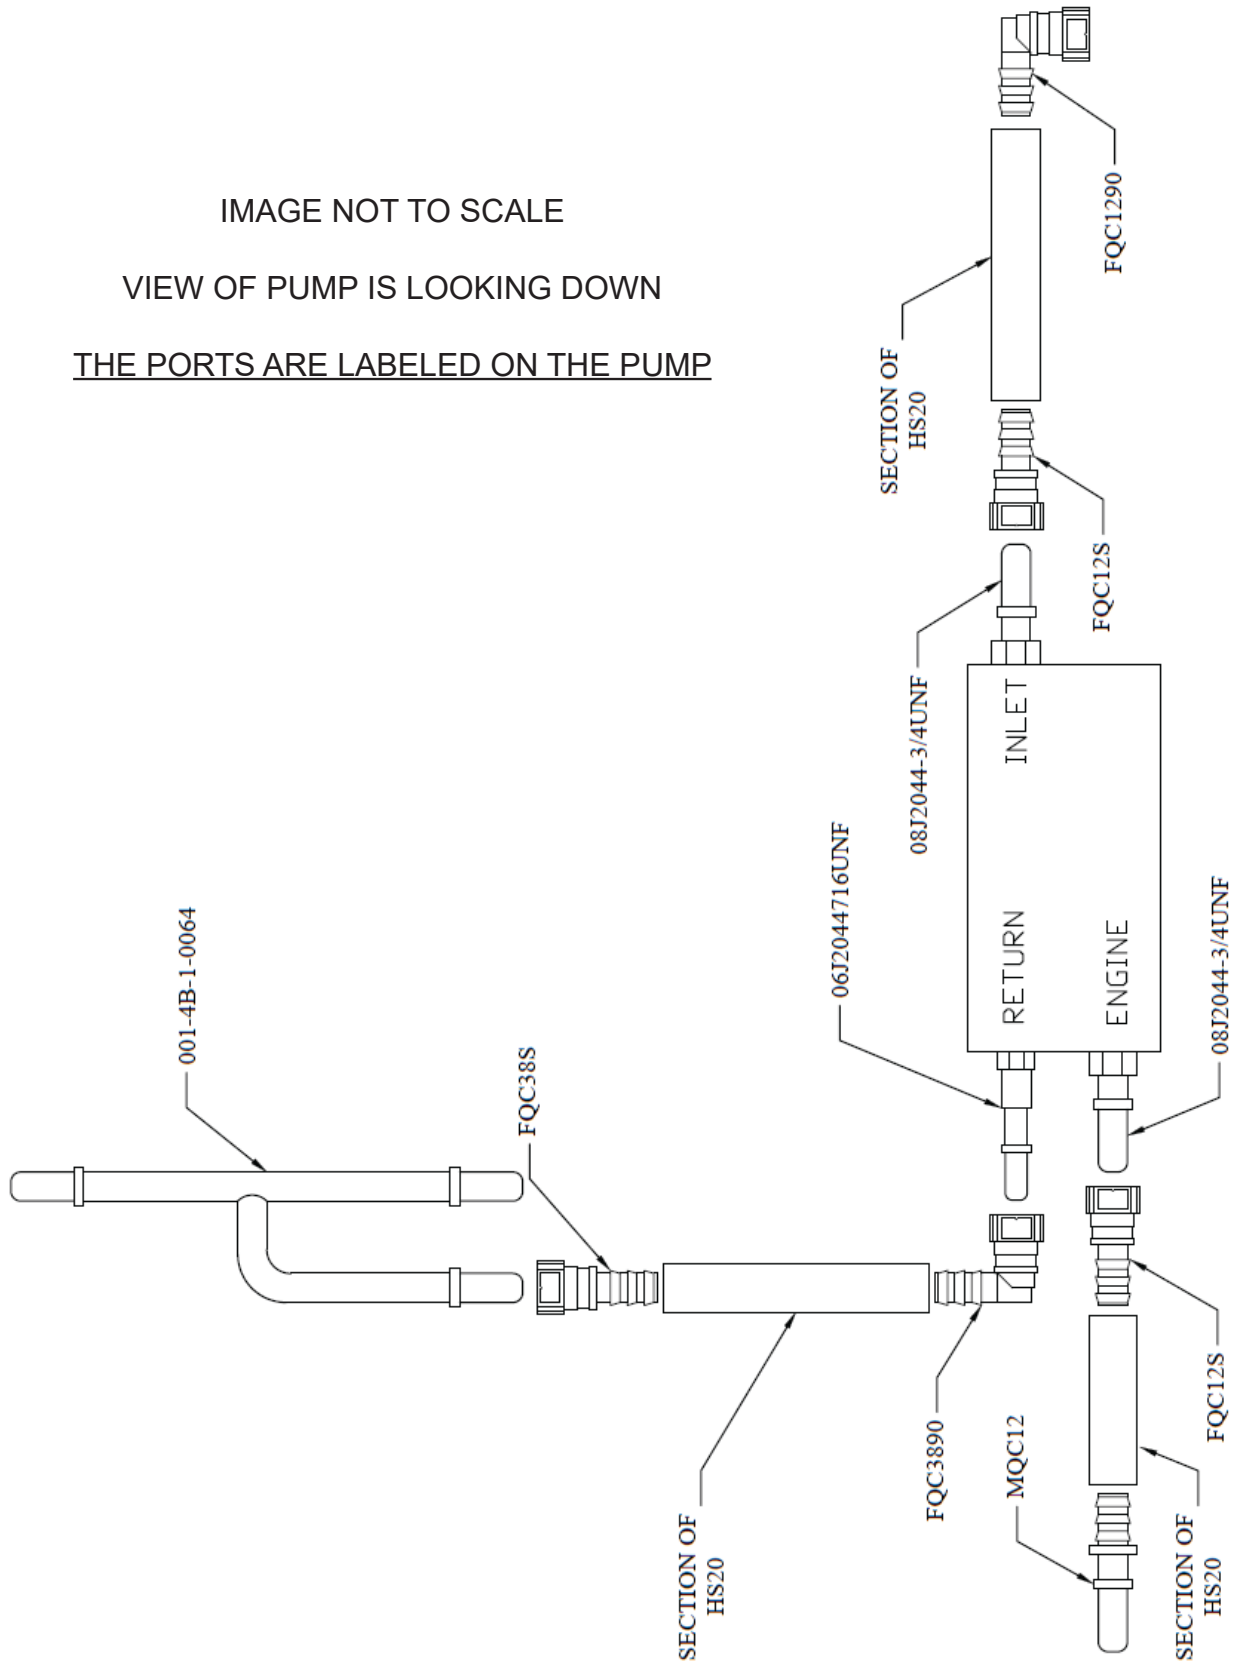 IMAGE NOT TO SCALE
VIEW OF PUMP IS LOOKING DOWN
THE PORTS ARE LABELED ON THE PUMP
FQC1290
SECTION OF
HS20
FQC12S
08J2044-3/4UNF
INLET
06J2044716UNF
RETURN
ENGINE
08J2044-3/4UNF
001-4B-1-0064
FQC38S
FQC3890
MQC12
FQC12S
SECTION OF
HS20
SECTION OF
HS20